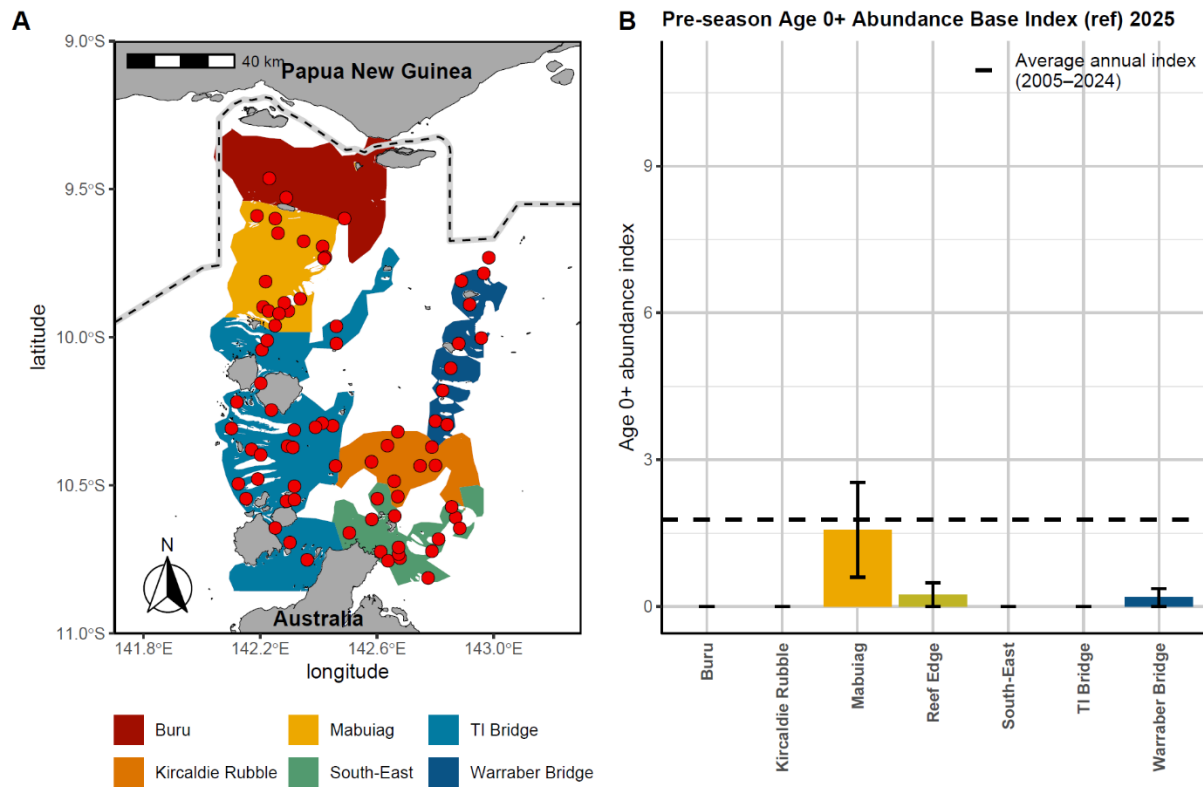 A
9.0°S
9.5°S
10.0°S
10.5°S
11.0°S
latitude
40 km
Papua New Guinea
N
Australia
141.8°E 142.2°E 142.6°E 143.0°E
longitude
Buru Mabuiag TI Bridge
Kircaldie Rubble South-East Warraber Bridge
B Pre-season Age 0+ Abundance Base Index (ref) 2025
Average annual index
(2005–2024)
Age 0+ abundance index
9
6
3
0
Buru
Kircaldie Rubble
Mabuiag
Reef Edge
South-East
TI Bridge
Warraber Bridge